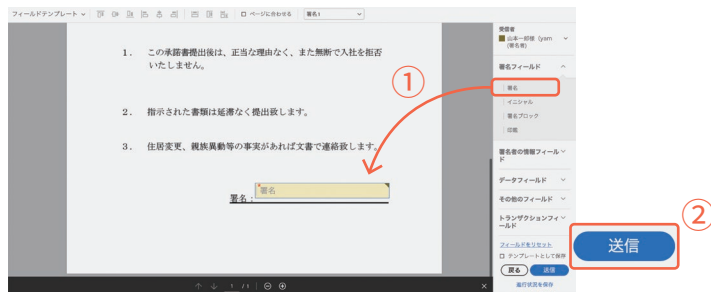 フィールドテンプレート
ページに合わせる
署名1
1. この承諾書提出後は、正当な理由なく、また無断で入社を拒否
いたしません。
2. 指示された書類は延滞なく提出致します。
3. 住居変更、親族異動等の事実があれば文書で連絡致します。
署名：
*署名
①
受信者
山本一郎様 (yam
(署名者)
署名フィールド
署名
イニシャル
署名ブロック
印鑑
署名者の情報フィール
ド
データフィールド
その他のフィールド
トランザクションフィ
ールド
フィールドをリセット
テンプレートとして保存
戻る 送信
進行状況を保存
②
送信
1 / 1